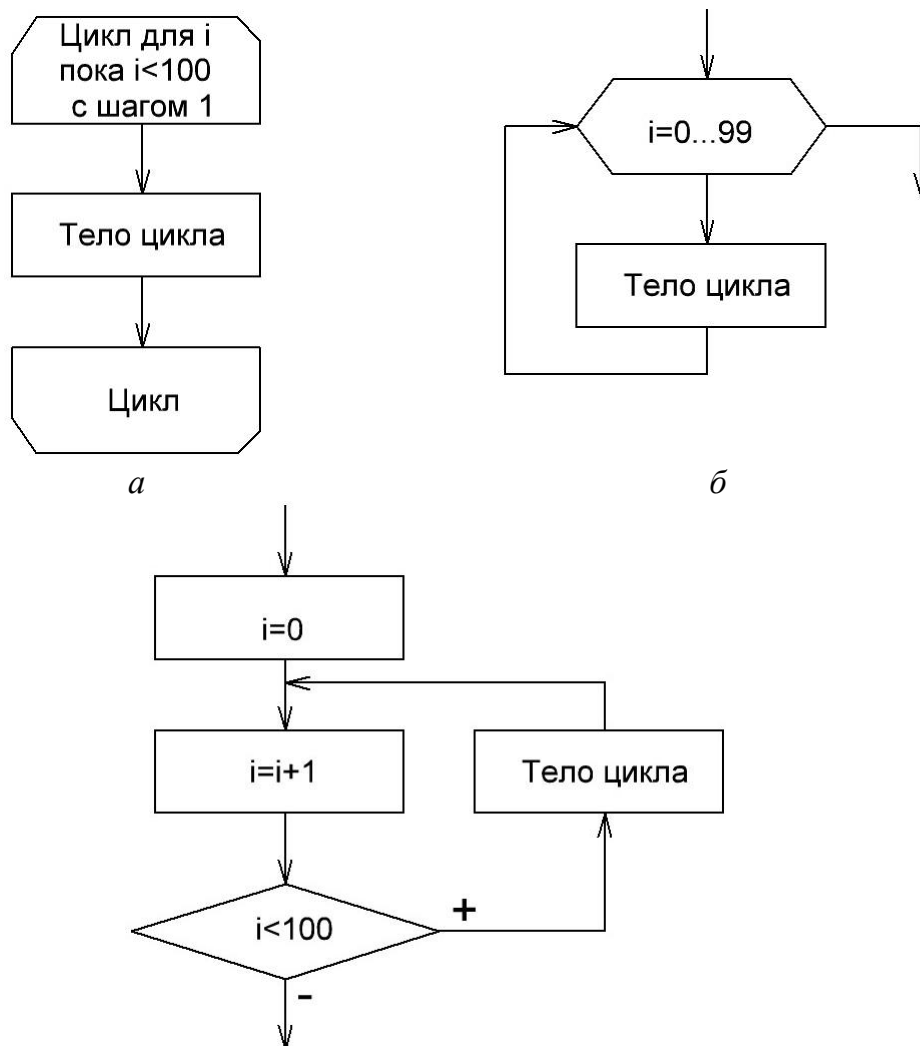 Цикл для i
пока i<100
с шагом 1
Тело цикла
Цикл
а
i=0...99
Тело цикла
б
i=0
i=i+1
Тело цикла
i<100
+
-